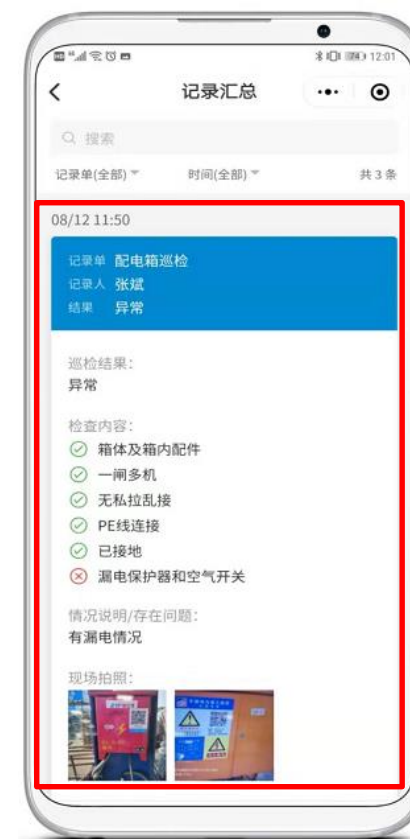 12:01
记录汇总
搜索
记录单(全部)
时间(全部)
共3条
08/12 11:50
记录单 配电箱巡检
记录人 张斌
结果 异常
巡检结果:
异常
检查内容:
箱体及箱内配件
一闸多机
无私拉乱接
PE线连接
已接地
漏电保护器和空气开关
情况说明/存在问题:
有漏电情况
现场拍照: